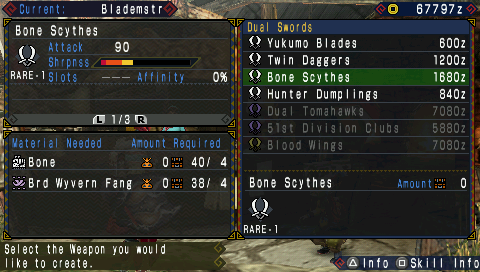 Current: Blademstr
67797z
Bone Scythes
Attack 90
Shrpnss
RARE-1 Slots --- Affinity 0%
L 1/3 R
Material Needed Amount Required
Bone 0 40/ 4
Brd Wyvern Fang 0 38/ 4
Dual Swords
Yukumo Blades 600z
Twin Daggers 1200z
Bone Scythes 1680z
Hunter Dumplings 840z
Dual Tomahawks 7080z
51st Division Clubs 5880z
Blood Wings 7080z
Bone Scythes Amount 0
RARE-1
Select the Weapon you would
like to create.
Info Skill Info